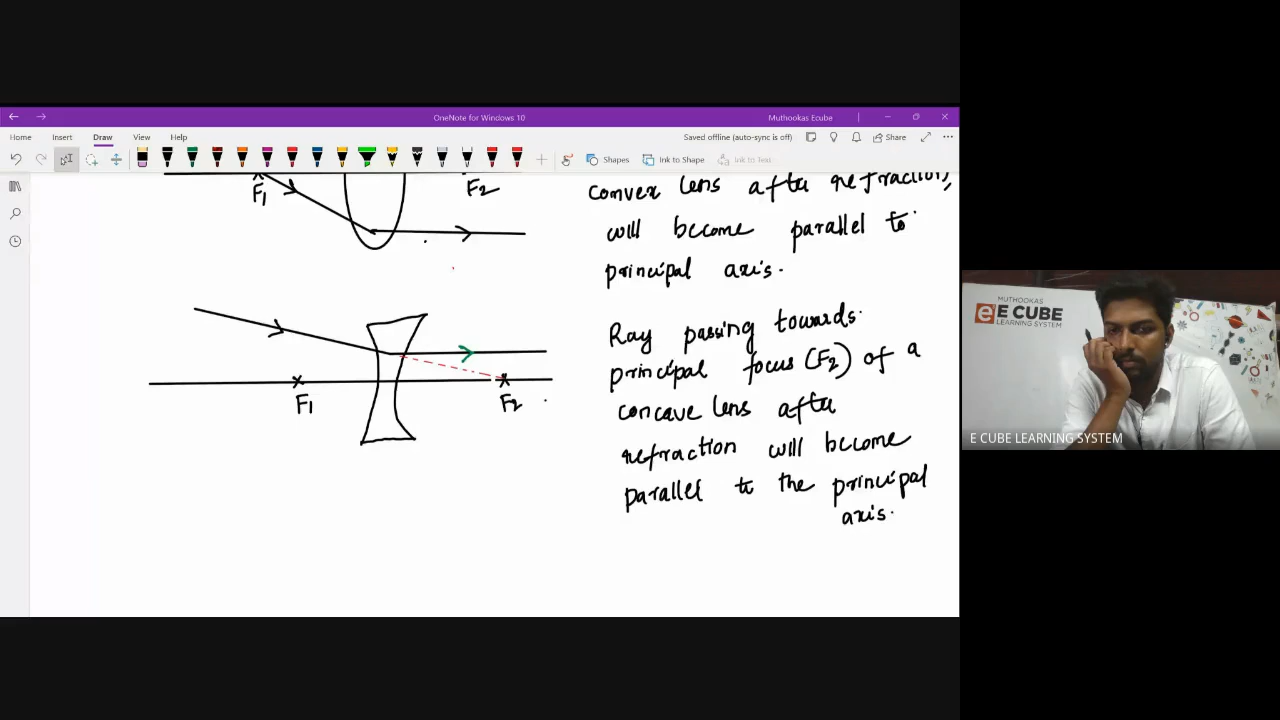 OneNote for Windows 10
Muthookas Ecube
Home Insert Draw View Help
Saved offline (auto-sync is off)
Share
Shapes
Ink to Shape
Ink to Text
F1
F2
convex lens after refraction,
will become parallel to
principal axis.
Ray passing towards.
principal focus (F2) of a
concave lens after
refraction will become
parallel to the principal
axis.
F1
F2
MUTHOOKAS
e E CUBE
LEARNING SYSTEM
E CUBE LEARNING SYSTEM